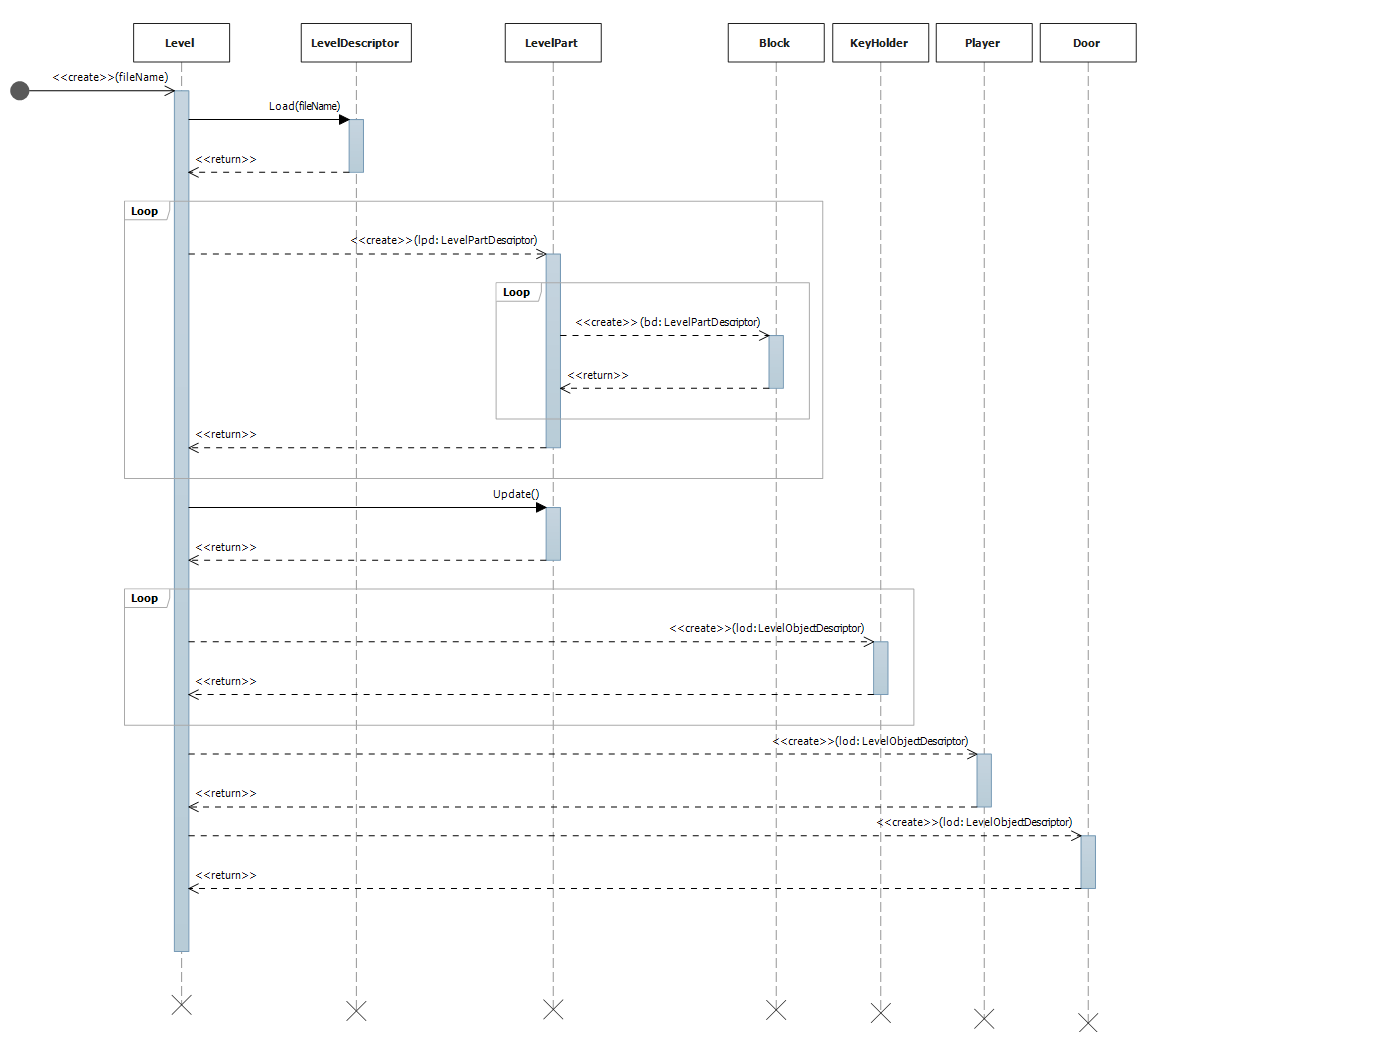 Level
LevelDescriptor
LevelPart
Block
KeyHolder
Player
Door
<<create>>(fileName)
Load(fileName)
<<return>>
Loop
<<create>>(lpd: LevelPartDescriptor)
Loop
<<create>> (bd: LevelPartDescriptor)
<<return>>
<<return>>
Update()
<<return>>
Loop
<<create>>(lod: LevelObjectDescriptor)
<<return>>
<<create>>(lod: LevelObjectDescriptor)
<<return>>
<<create>>(lod: LevelObjectDescriptor)
<<return>>